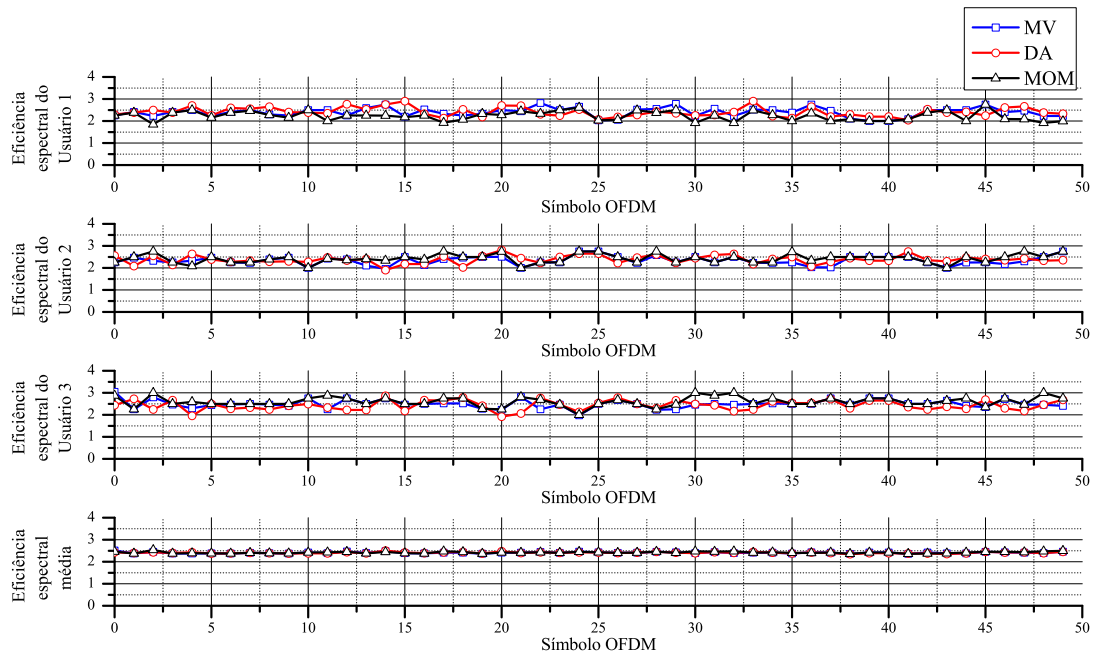 MV
DA
MOM
Eficiência
espectral do
Usuário 1
4
3
2
1
0
0 5 10 15 20 25 30 35 40 45 50
Símbolo OFDM
Eficiência
espectral do
Usuário 2
4
3
2
1
0
0 5 10 15 20 25 30 35 40 45 50
Símbolo OFDM
Eficiência
espectral do
Usuário 3
4
3
2
1
0
0 5 10 15 20 25 30 35 40 45 50
Símbolo OFDM
Eficiência
espectral
média
4
3
2
1
0
0 5 10 15 20 25 30 35 40 45 50
Símbolo OFDM